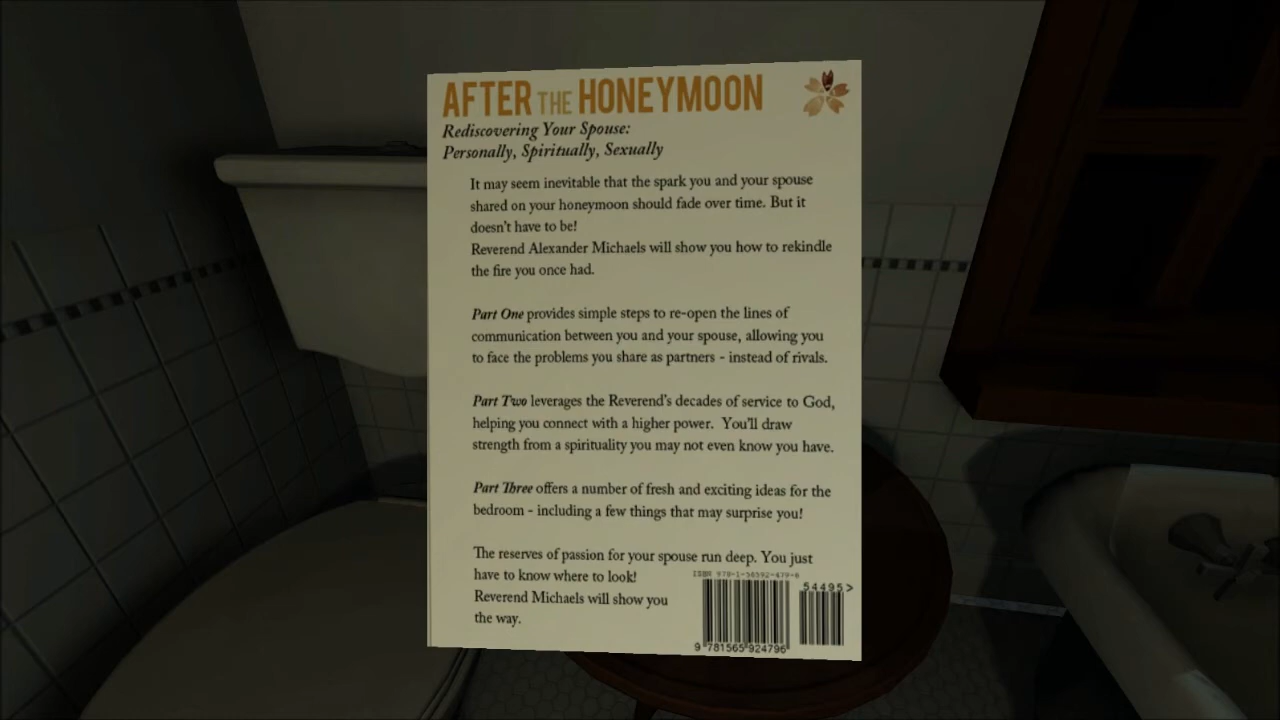 AFTER THE HONEYMOON
Rediscovering Your Spouse:
Personally, Spiritually, Sexually
It may seem inevitable that the spark you and your spouse
shared on your honeymoon should fade over time. But it
doesn't have to be!
Reverend Alexander Michaels will show you how to rekindle
the fire you once had.
Part One provides simple steps to re-open the lines of
communication between you and your spouse, allowing you
to face the problems you share as partners - instead of rivals.
Part Two leverages the Reverend's decades of service to God,
helping you connect with a higher power. You'll draw
strength from a spirituality you may not even know you have.
Part Three offers a number of fresh and exciting ideas for the
bedroom - including a few things that may surprise you!
The reserves of passion for your spouse run deep. You just
have to know where to look!
Reverend Michaels will show you
the way.
ISBN
54495>
9 781565 924796